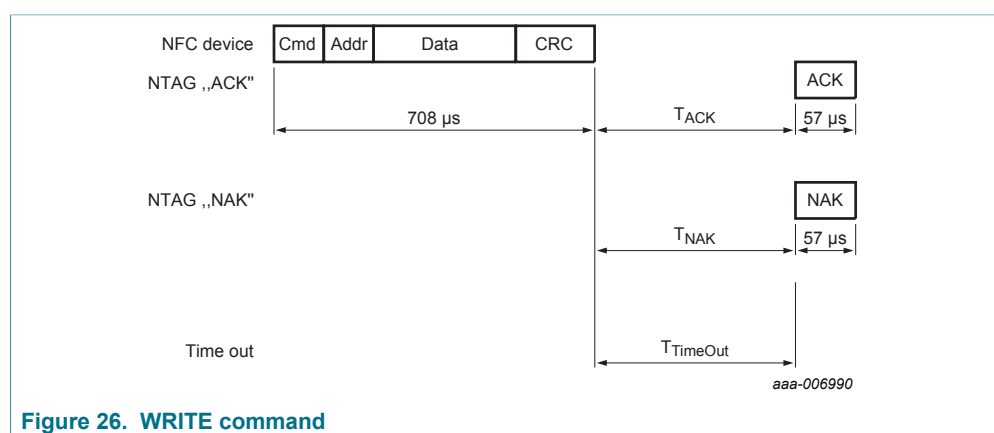 NFC device Cmd Addr Data CRC
NTAG ,,ACK" ACK
708 µs TACK 57 µs
NTAG ,,NAK" NAK
TNAK 57 µs
Time out TTimeOut
aaa-006990
Figure 26. WRITE command